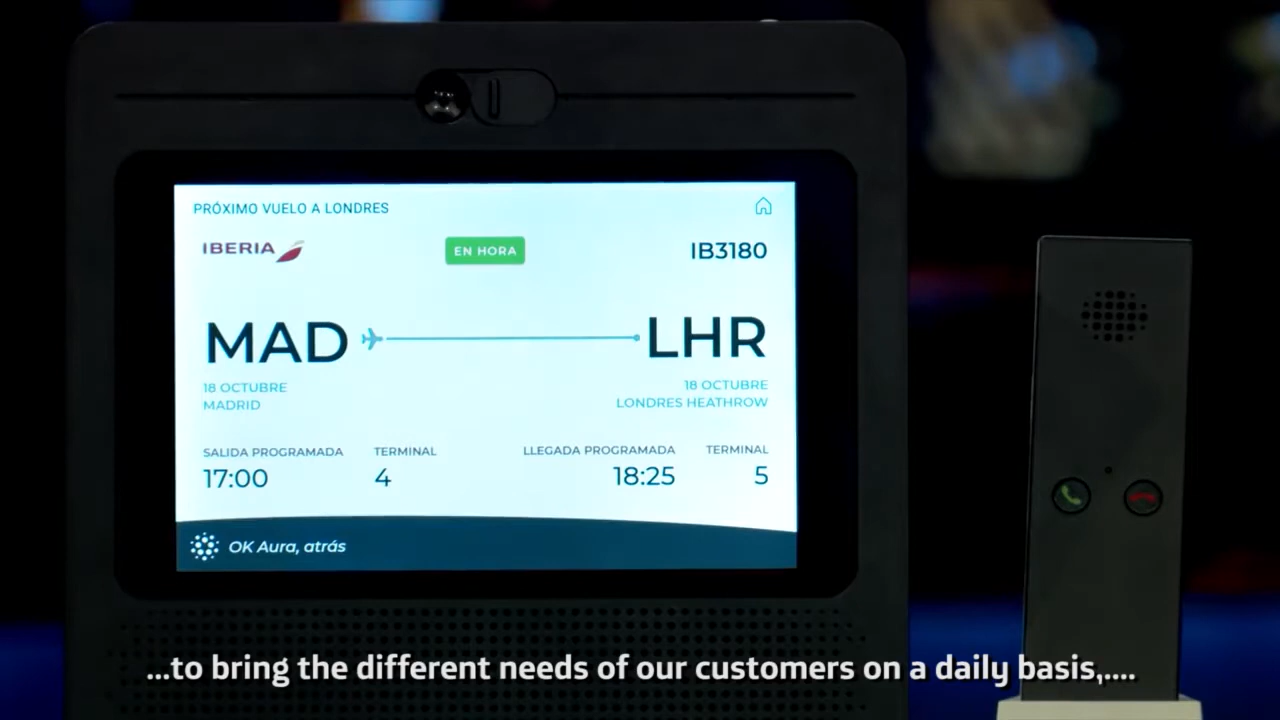 PRÓXIMO VUELO A LONDRES
IBERIA
EN HORA
IB3180
MAD
LHR
18 OCTUBRE
MADRID
18 OCTUBRE
LONDRES HEATHROW
SALIDA PROGRAMADA
17:00
TERMINAL
4
LLEGADA PROGRAMADA
18:25
TERMINAL
5
OK Aura, atrás
...to bring the different needs of our customers on a daily basis,....